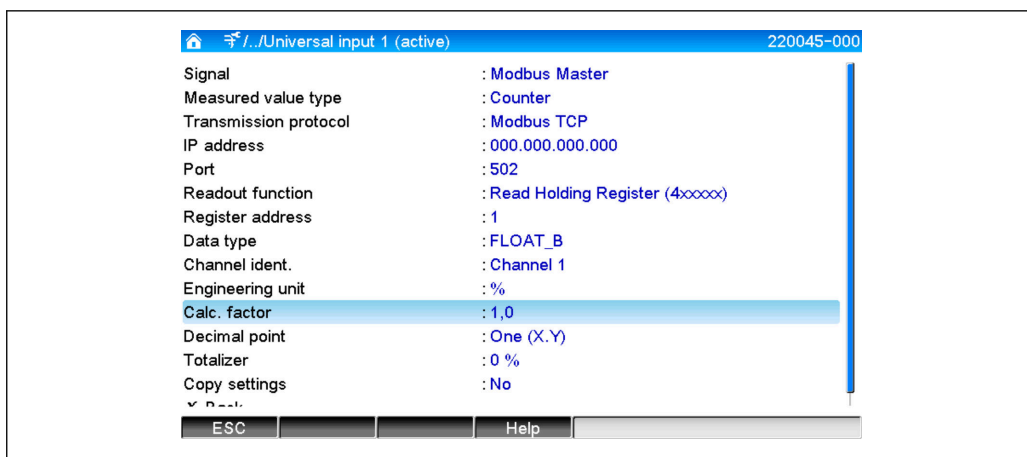 /../Universal input 1 (active) 220045-000
Signal : Modbus Master
Measured value type : Counter
Transmission protocol : Modbus TCP
IP address : 000.000.000.000
Port : 502
Readout function : Read Holding Register (4xxxxx)
Register address : 1
Data type : FLOAT_B
Channel ident. : Channel 1
Engineering unit : %
Calc. factor : 1,0
Decimal point : One (X.Y)
Totalizer : 0 %
Copy settings : No
ESC Help